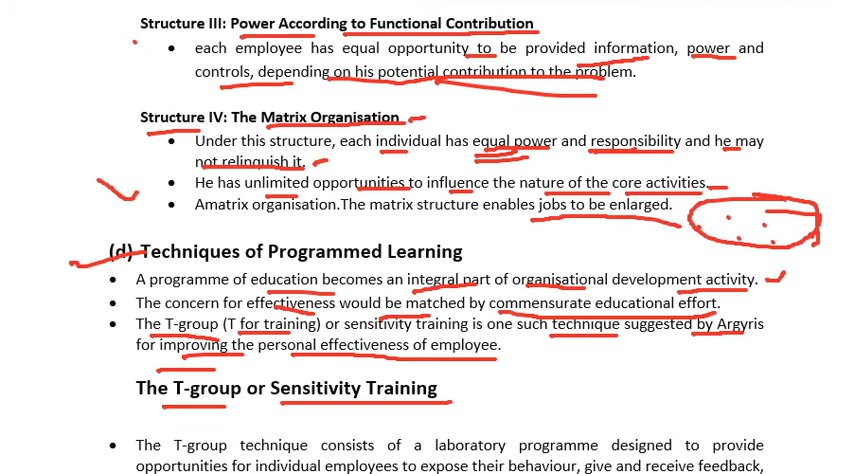 Structure III: Power According to Functional Contribution
• each employee has equal opportunity to be provided information, power and
controls, depending on his potential contribution to the problem.
Structure IV: The Matrix Organisation
• Under this structure, each individual has equal power and responsibility and he may
not relinquish it.
• He has unlimited opportunities to influence the nature of the core activities.
• Amatrix organisation.The matrix structure enables jobs to be enlarged.
(d) Techniques of Programmed Learning
• A programme of education becomes an integral part of organisational development activity.
• The concern for effectiveness would be matched by commensurate educational effort.
• The T-group (T for training) or sensitivity training is one such technique suggested by Argyris
for improving the personal effectiveness of employee.
The T-group or Sensitivity Training
• The T-group technique consists of a laboratory programme designed to provide
opportunities for individual employees to expose their behaviour, give and receive feedback,